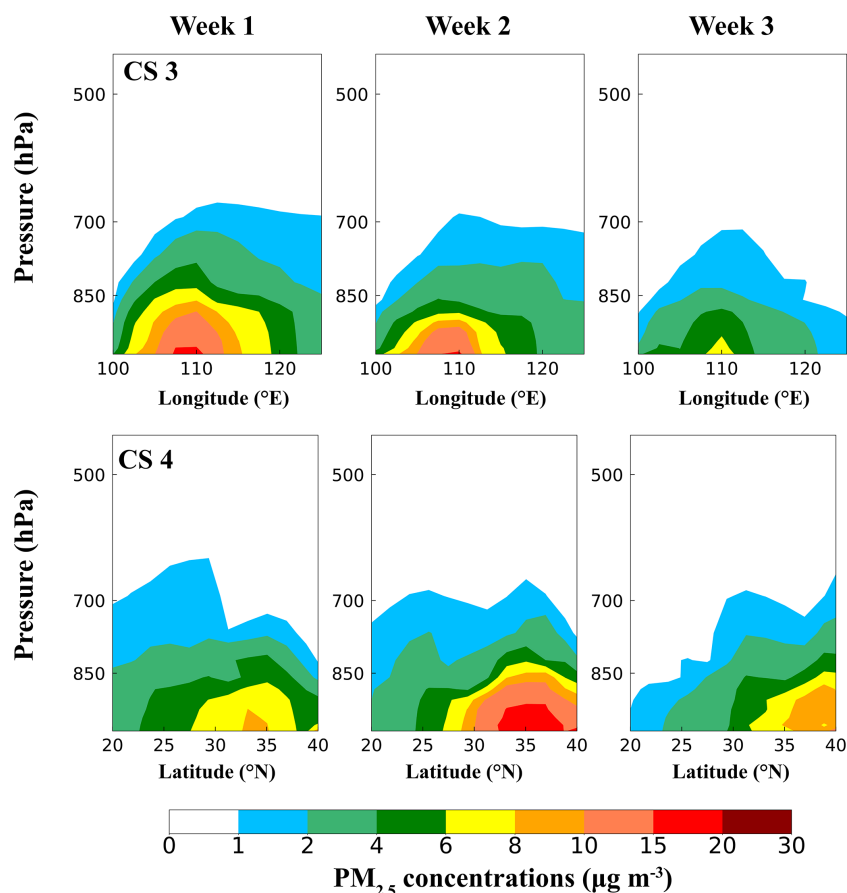 Week 1 Week 2 Week 3
CS 3
Pressure (hPa)
500 500 500
700 700 700
850 850 850
100 110 120 100 110 120 100 110 120
Longitude (°E) Longitude (°E) Longitude (°E)
CS 4
Pressure (hPa)
500 500 500
700 700 700
850 850 850
20 25 30 35 40 20 25 30 35 40 20 25 30 35 40
Latitude (°N) Latitude (°N) Latitude (°N)
0 1 2 4 6 8 10 15 20 30
PM2.5 concentrations (μg m-3)